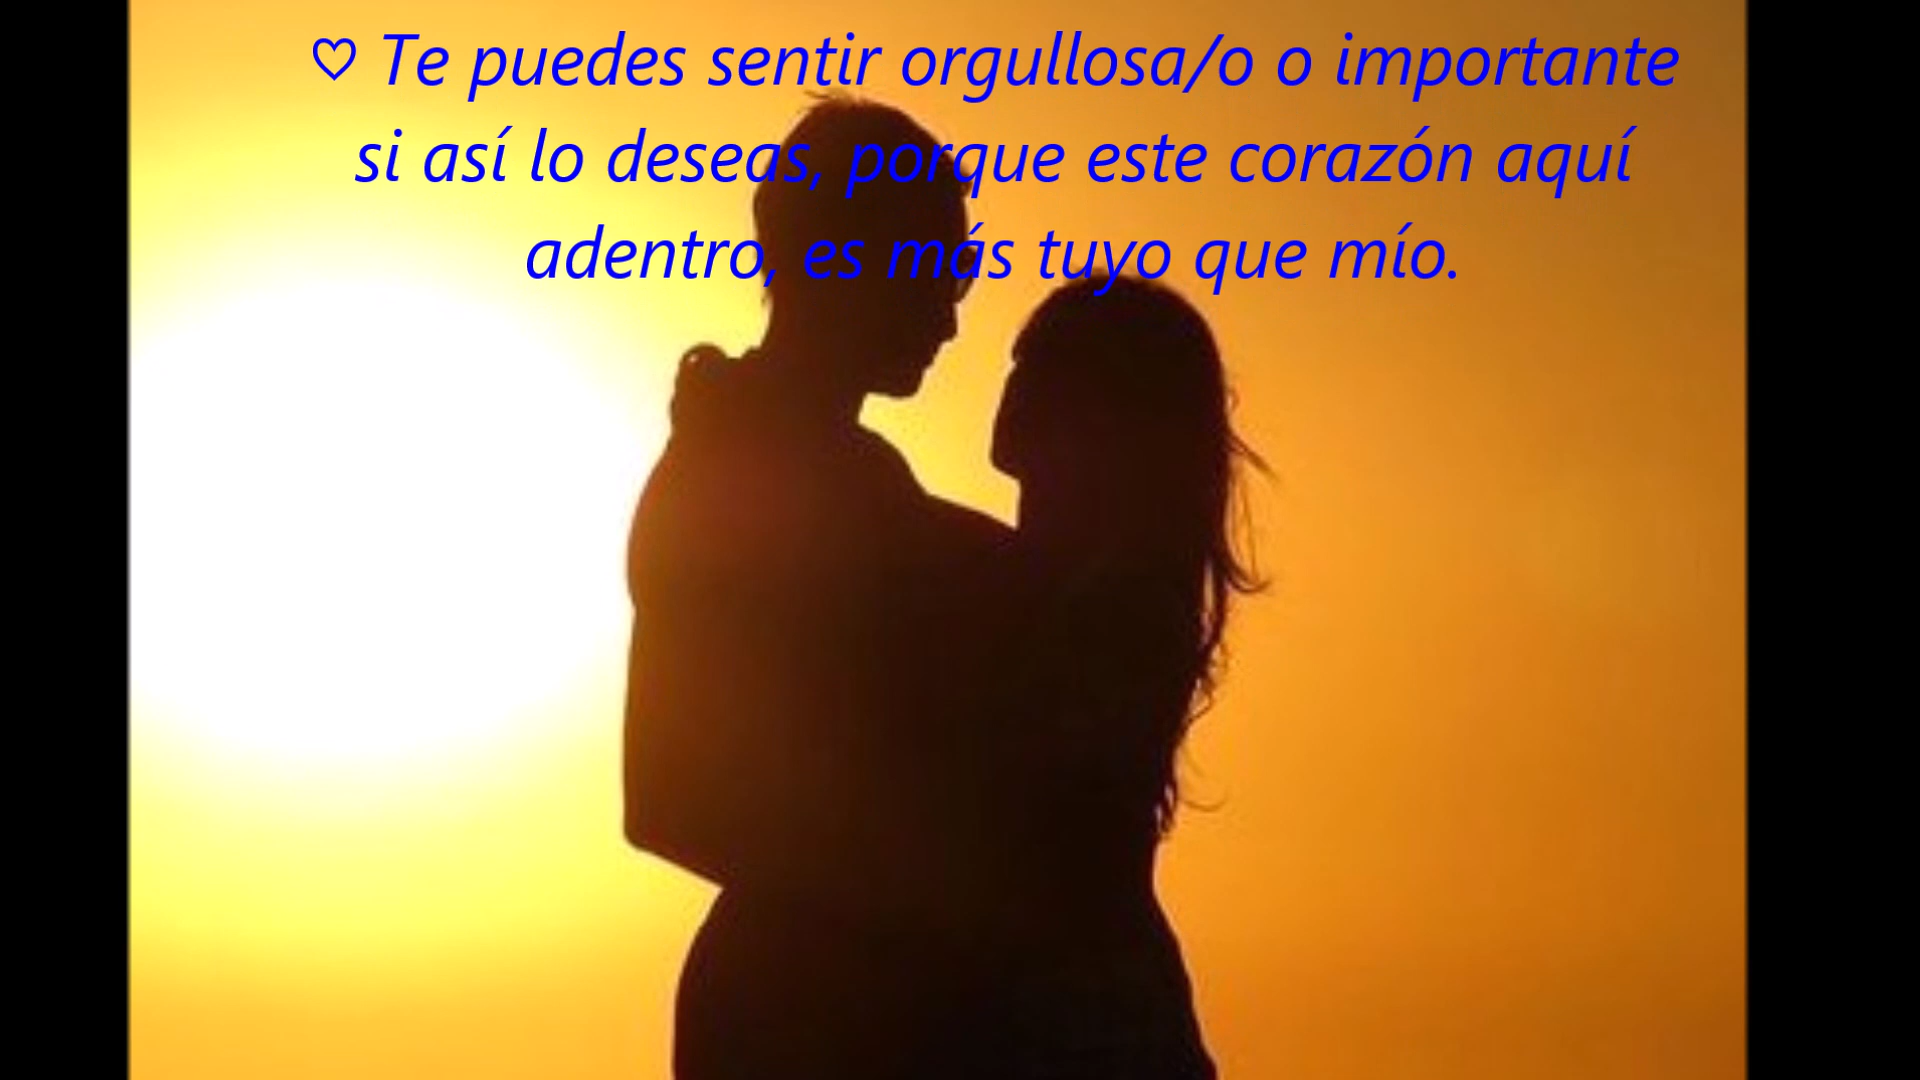 ♡ Te puedes sentir orgullosa/o o importante
si así lo deseas, porque este corazón aquí
adentro, es más tuyo que mío.